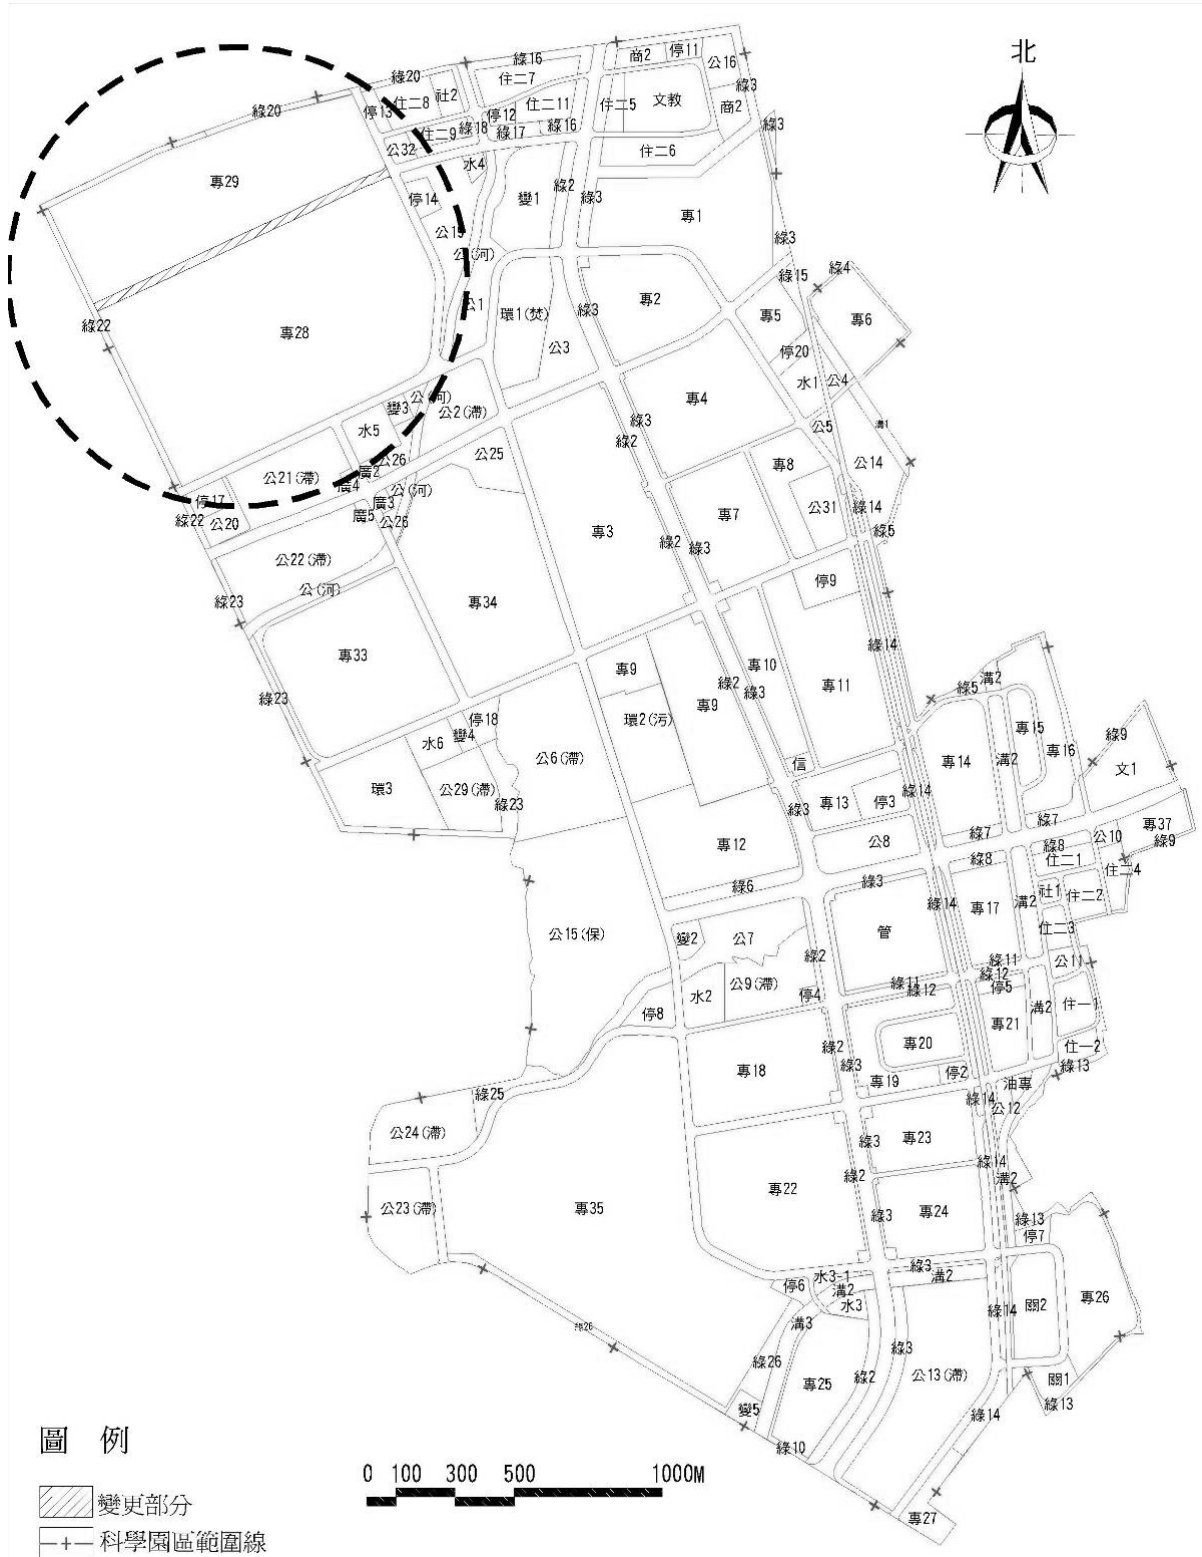 北
商2
停11
公16
綠16
綠20
住二7
社2
住二8
停13
住二11
停12
住二5
文教
綠3
商2
綠20
住二9
綠18
綠17
綠16
綠3
公32
水4
住二6
專29
停14
變1
綠2
綠3
專1
公19
公(河)
綠3
綠15
綠4
公1
環1(焚)
綠3
專2
專5
專6
綠22
專28
公3
停20
水1
公4
公(河)
變3
公2(滯)
專4
綠3
綠2
公5
溝1
水5
公26
公25
專8
公14
公21(滯)
廣2
廣4
公(河)
停17
綠22
公20
廣3
廣5
公26
專3
專7
公31
綠14
綠5
綠2
綠3
公22(滯)
停9
公(河)
綠23
專34
綠14
專33
專9
專10
綠2
綠3
專11
綠5
溝2
綠23
停18
環2(污)
專9
專15
專16
綠9
水6
變4
公6(滯)
信
專14
溝2
文1
環3
公29(滯)
綠23
綠3
專13
停3
綠14
綠7
綠7
公10
專37
綠9
專12
公8
綠8
綠8
住二1
住二4
綠6
綠3
綠14
專17
溝2
社1
住二2
公15(保)
變2
公7
綠2
管
住二3
綠11
綠12
公11
水2
公9(滯)
停4
綠11
綠12
停5
停8
溝2
住一1
綠2
綠3
專20
專21
住一2
專18
專19
停2
油專
綠13
綠25
綠14
公12
公24(滯)
綠3
專23
綠14
溝2
公23(滯)
專35
專22
綠2
綠3
專24
綠13
停7
停6
水3-1
溝2
水3
綠3
溝2
溝3
綠14
關2
專26
綠26
綠26
專25
綠2
綠3
公13(滯)
關1
綠13
變5
綠10
綠14
專27
圖 例
變更部分
科學園區範圍線
0 100 300 500 1000M